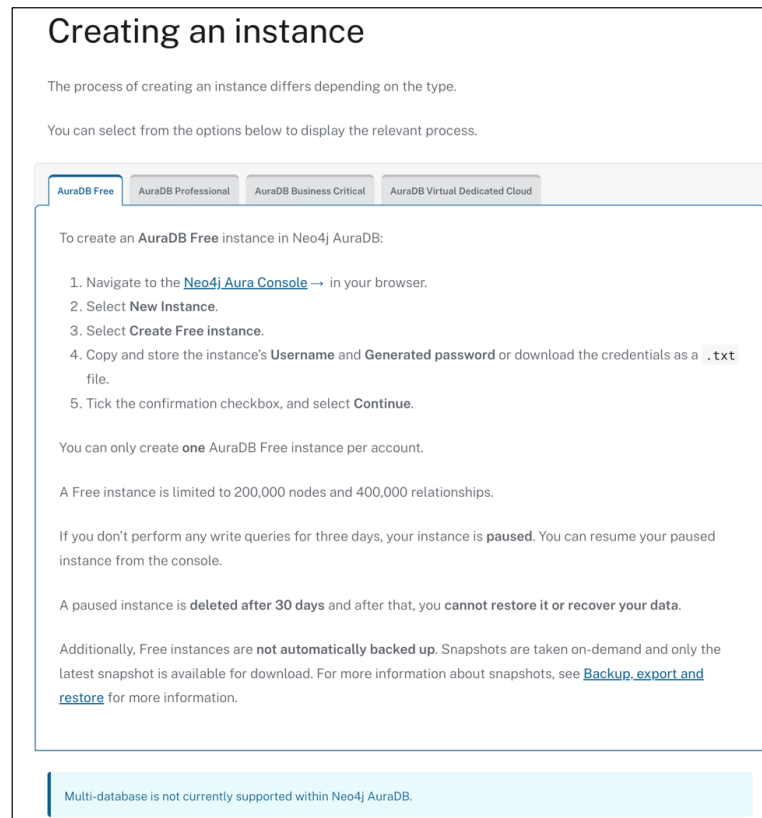 Creating an instance
The process of creating an instance differs depending on the type.
You can select from the options below to display the relevant process.
AuraDB Free AuraDB Professional AuraDB Business Critical AuraDB Virtual Dedicated Cloud
To create an AuraDB Free instance in Neo4j AuraDB:
1. Navigate to the Neo4j Aura Console → in your browser.
2. Select New Instance.
3. Select Create Free instance.
4. Copy and store the instance's Username and Generated password or download the credentials as a .txt
file.
5. Tick the confirmation checkbox, and select Continue.
You can only create one AuraDB Free instance per account.
A Free instance is limited to 200,000 nodes and 400,000 relationships.
If you don't perform any write queries for three days, your instance is paused. You can resume your paused
instance from the console.
A paused instance is deleted after 30 days and after that, you cannot restore it or recover your data.
Additionally, Free instances are not automatically backed up. Snapshots are taken on-demand and only the
latest snapshot is available for download. For more information about snapshots, see Backup, export and
restore for more information.
Multi-database is not currently supported within Neo4j AuraDB.